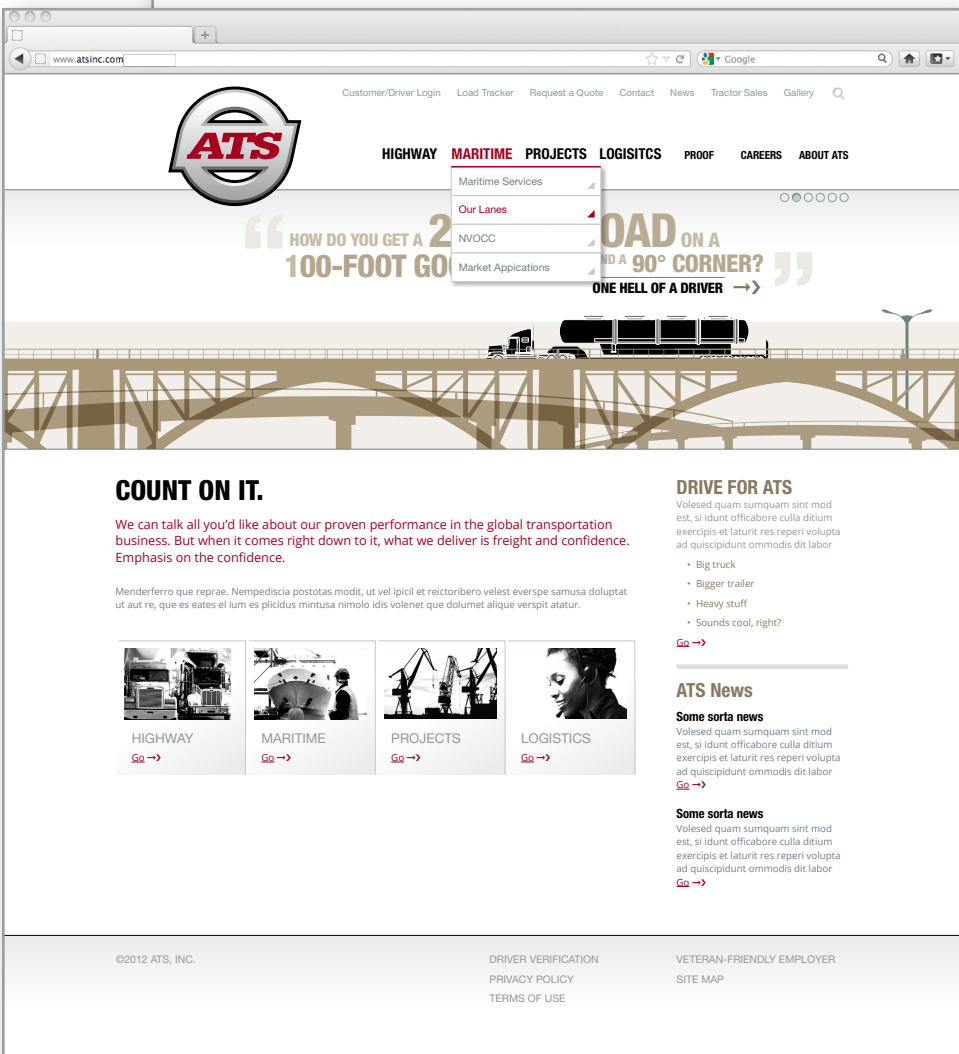 www.atsinc.com
Google
Customer/Driver Login Load Tracker Request a Quote Contact News Tractor Sales Gallery
ATS
HIGHWAY MARITIME PROJECTS LOGISITCS PROOF CAREERS ABOUT ATS
Maritime Services
Our Lanes
NVOCC
Market Appications
“ HOW DO YOU GET A 2 OAD ON A
100-FOOT GO A 90° CORNER? ”
ONE HELL OF A DRIVER
COUNT ON IT.
We can talk all you’d like about our proven performance in the global transportation
business. But when it comes right down to it, what we deliver is freight and confidence.
Emphasis on the confidence.
Menderferro que reprae. Nempediscia postotas modit, ut vel ipicil et reictoribero velest everspe samusa doluptat
ut aut re, que es eates el ium es plicidus mintusa nimolo idis volenet que dolumet alique verspit atatur.
HIGHWAY
Go
MARITIME
Go
PROJECTS
Go
LOGISTICS
Go
DRIVE FOR ATS
Volesed quam sumquam sint mod
est, si idunt officabore culla ditium
exercipis et laturit res reperi volupta
ad quiscipidunt ommodis dit labor
• Big truck
• Bigger trailer
• Heavy stuff
• Sounds cool, right?
Go
ATS News
Some sorta news
Volesed quam sumquam sint mod
est, si idunt officabore culla ditium
exercipis et laturit res reperi volupta
ad quiscipidunt ommodis dit labor
Go
Some sorta news
Volesed quam sumquam sint mod
est, si idunt officabore culla ditium
exercipis et laturit res reperi volupta
ad quiscipidunt ommodis dit labor
Go
©2012 ATS, INC.
DRIVER VERIFICATION
PRIVACY POLICY
TERMS OF USE
VETERAN-FRIENDLY EMPLOYER
SITE MAP